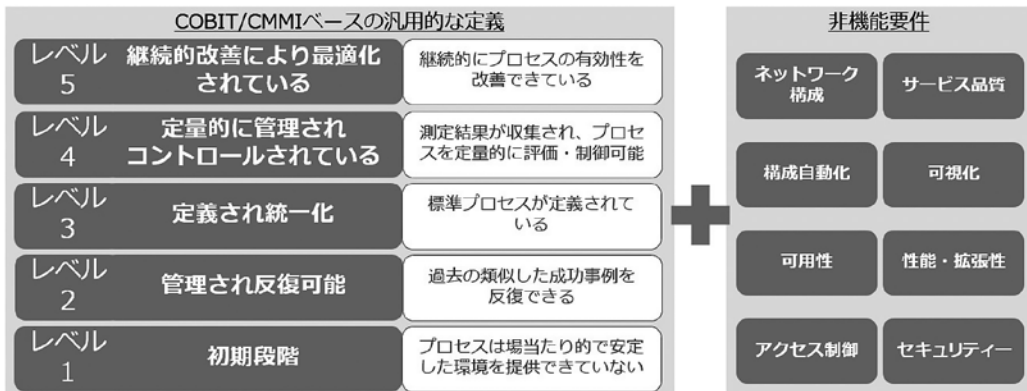 COBIT/CMMIベースの汎用的な定義
レベル
5
継続的改善により最適化
されている
継続的にプロセスの有効性を
改善できている
レベル
4
定量的に管理され
コントロールされている
測定結果が収集され、プロセ
スを定量的に評価・制御可能
レベル
3
定義され統一化
標準プロセスが定義されて
いる
レベル
2
管理され反復可能
過去の類似した成功事例を
反復できる
レベル
1
初期段階
プロセスは場当たり的で安定
した環境を提供できていない
非機能要件
ネットワーク
構成
サービス品質
構成自動化
可視化
可用性
性能・拡張性
アクセス制御
セキュリティー